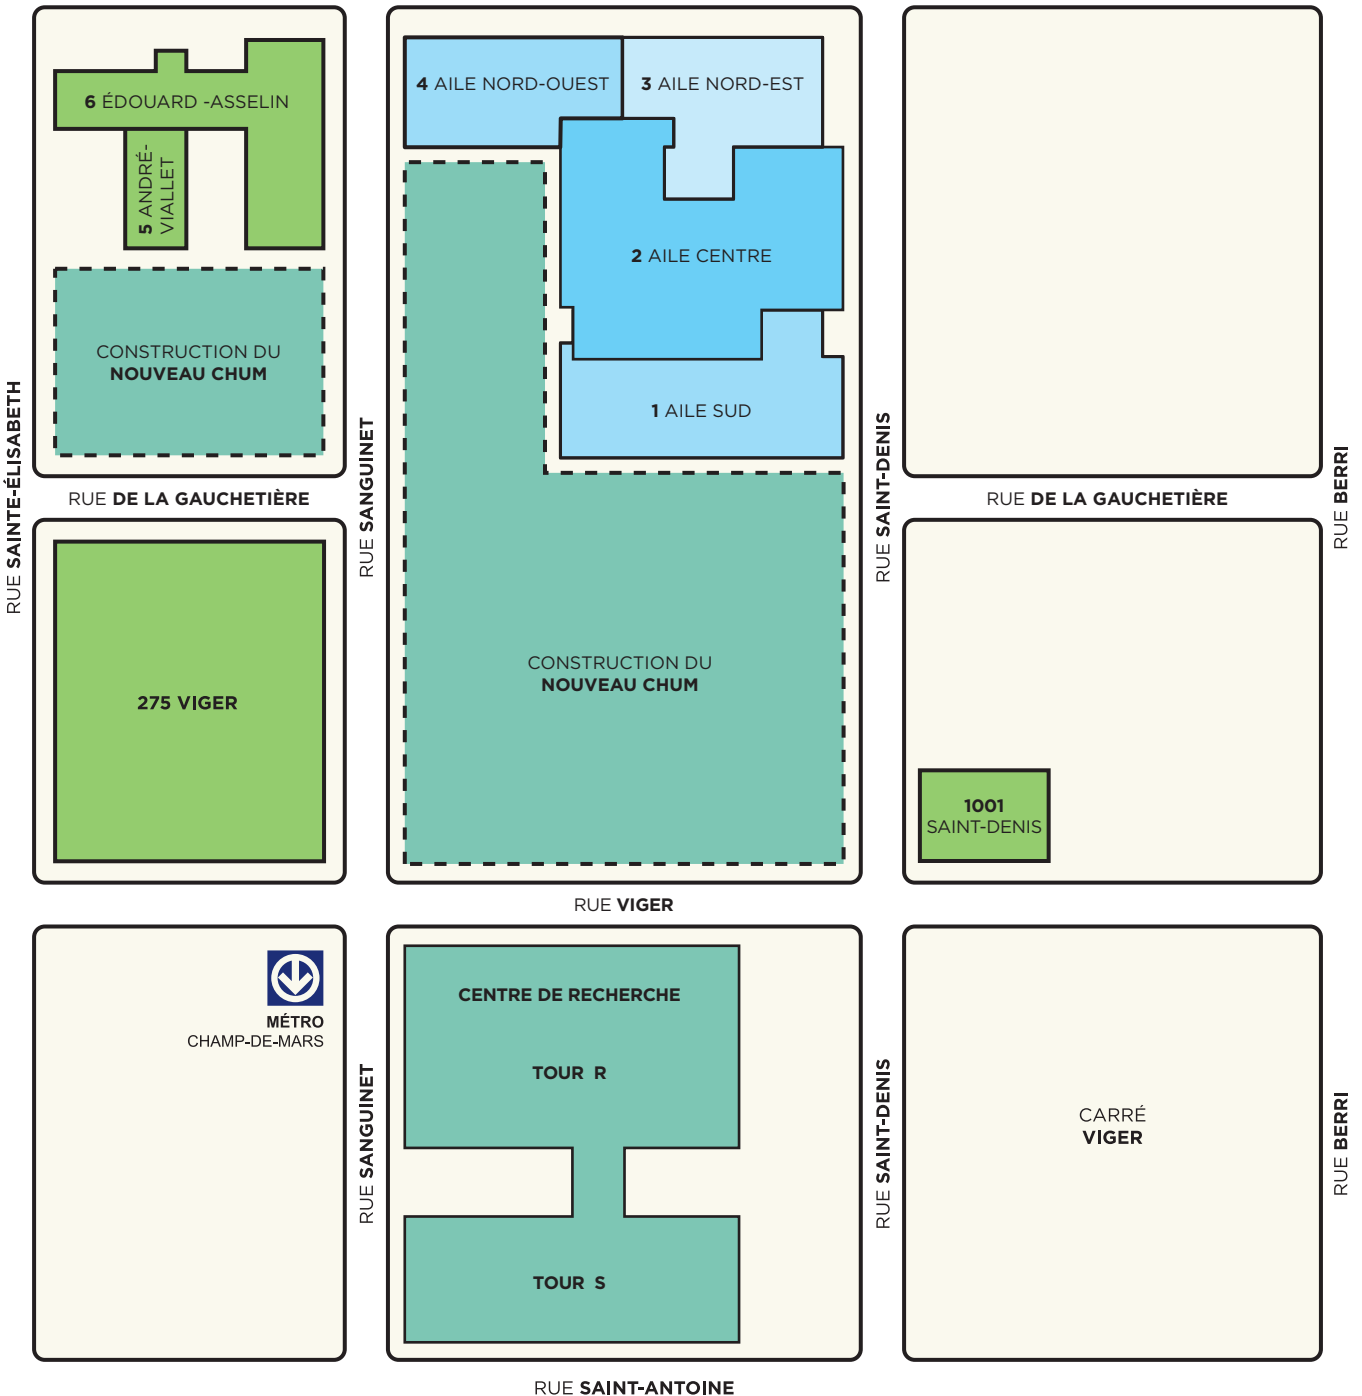 6 ÉDOUARD -ASSELIN
5 ANDRÉ-
VIALLET
CONSTRUCTION DU
NOUVEAU CHUM
4 AILE NORD-OUEST
3 AILE NORD-EST
2 AILE CENTRE
1 AILE SUD
RUE SAINTE-ÉLISABETH
RUE DE LA GAUCHETIÈRE
RUE SANGUINET
RUE SAINT-DENIS
RUE DE LA GAUCHETIÈRE
RUE BERRI
275 VIGER
CONSTRUCTION DU
NOUVEAU CHUM
1001
SAINT-DENIS
RUE VIGER
MÉTRO
CHAMP-DE-MARS
RUE SANGUINET
CENTRE DE RECHERCHE
TOUR R
TOUR S
RUE SAINT-DENIS
CARRÉ
VIGER
RUE BERRI
RUE SAINT-ANTOINE